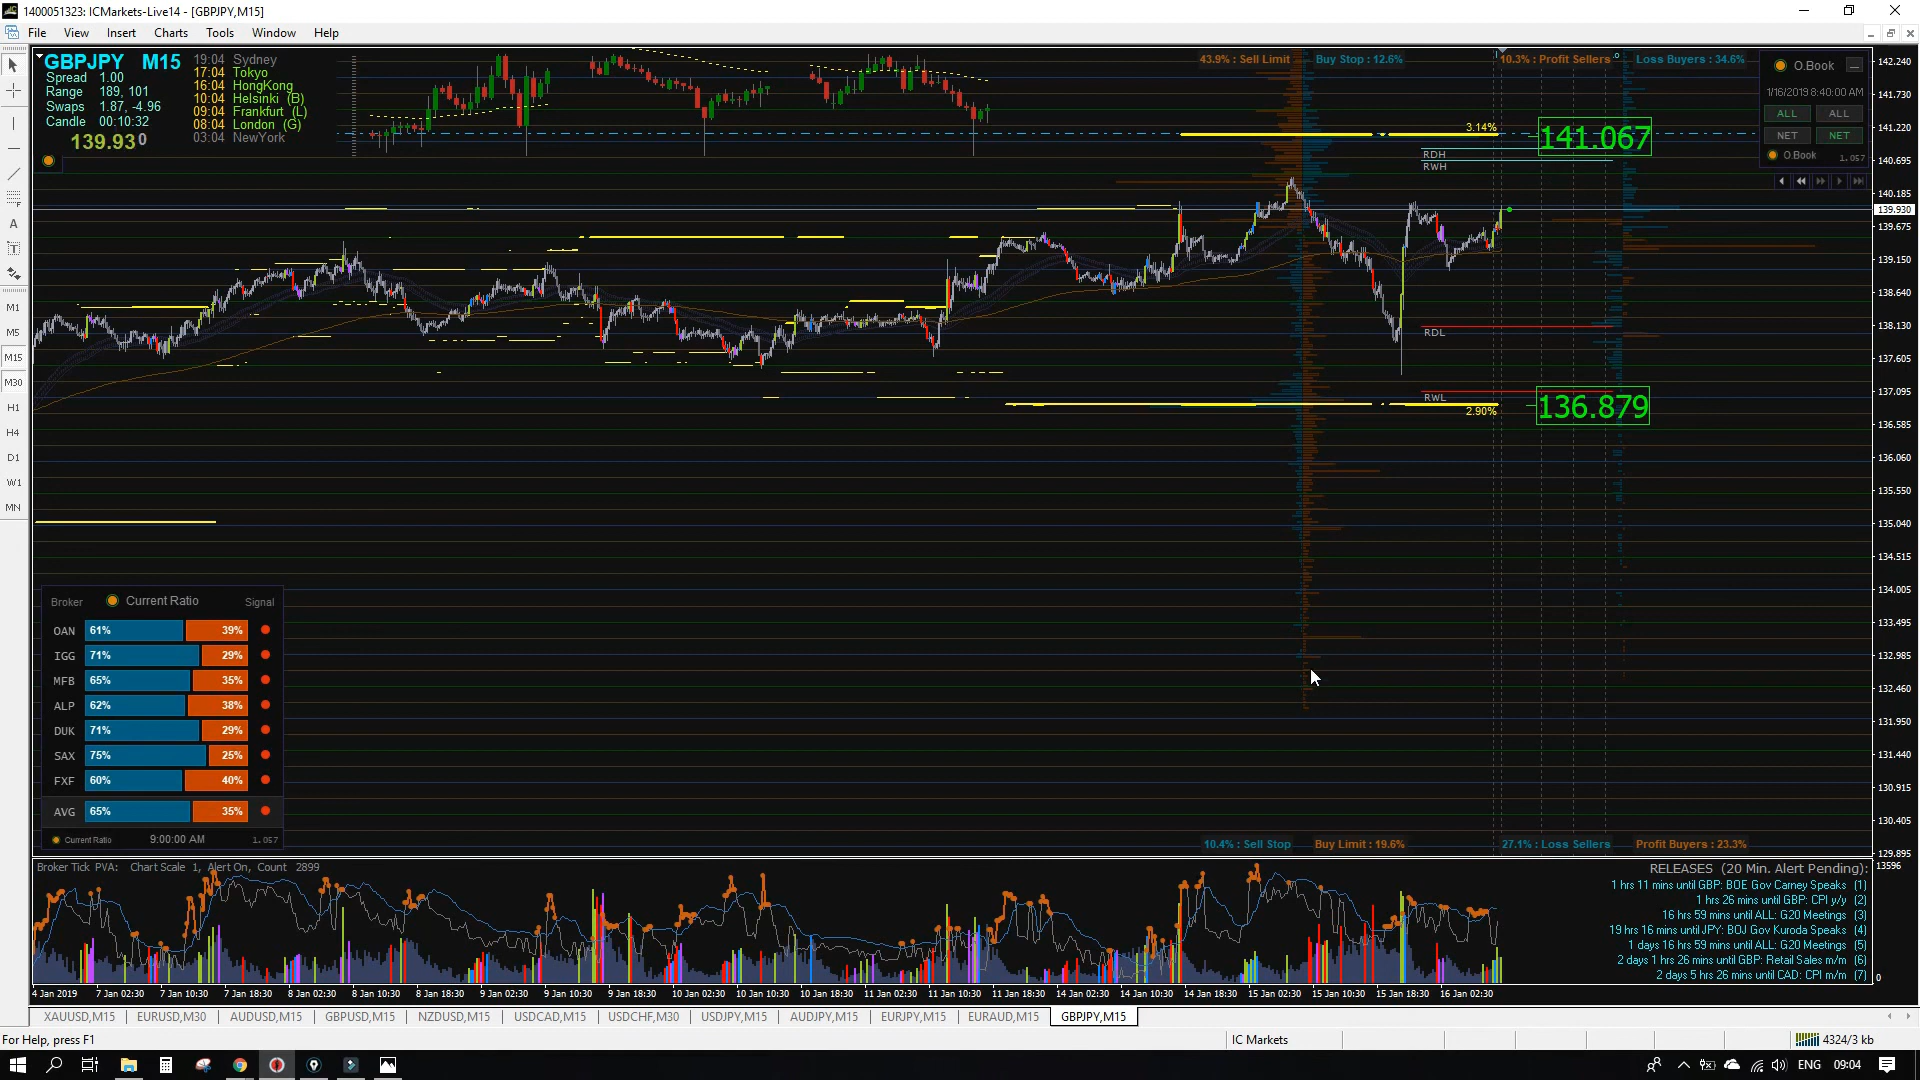 1400051323: ICMarkets-Live14 - [GBPJPY,M15]
File View Insert Charts Tools Window Help
GBPJPY M15
Spread 1.00
Range 189, 101
Swaps 1.87, -4.96
Candle 00:10:32
139.930
19:04 Sydney
17:04 Tokyo
16:04 HongKong
10:04 Helsinki (B)
09:04 Frankfurt (L)
08:04 London (G)
03:04 NewYork
43.9% : Sell Limit
Buy Stop : 12.6%
10.3% : Profit Sellers
Loss Buyers : 34.6%
O.Book
1/16/2019 8:40:00 AM
ALL ALL
NET NET
O.Book 1.057
3.14%
141.067
RDH
RWH
RDL
RWL
2.90%
136.879
142.240
141.730
141.220
140.695
140.185
139.930
139.675
139.150
138.640
138.130
137.605
137.095
136.585
136.060
135.550
135.040
134.515
134.005
133.495
132.985
132.460
131.950
131.440
130.915
130.405
129.895
A
T
M1
M5
M15
M30
H1
H4
D1
W1
MN
Broker Current Ratio Signal
OAN 61% 39%
IGG 71% 29%
MFB 65% 35%
ALP 62% 38%
DUK 71% 29%
SAX 75% 25%
FXF 60% 40%
AVG 65% 35%
Current Ratio 9:00:00 AM 1.057
10.4% : Sell Stop
Buy Limit : 19.6%
27.1% : Loss Sellers
Profit Buyers : 23.3%
Broker Tick PVA: Chart Scale 1, Alert On, Count 2899
RELEASES (20 Min. Alert Pending):
1 hrs 11 mins until GBP: BOE Gov Carney Speaks (1)
1 hrs 26 mins until GBP: CPI y/y (2)
16 hrs 59 mins until ALL: G20 Meetings (3)
19 hrs 16 mins until JPY: BOJ Gov Kuroda Speaks (4)
1 days 16 hrs 59 mins until ALL: G20 Meetings (5)
2 days 1 hrs 26 mins until GBP: Retail Sales m/m (6)
2 days 5 hrs 26 mins until CAD: CPI m/m (7)
13596
0
4 Jan 2019 7 Jan 02:30 7 Jan 10:30 7 Jan 18:30 8 Jan 02:30 8 Jan 10:30 8 Jan 18:30 9 Jan 02:30 9 Jan 10:30 9 Jan 18:30 10 Jan 02:30 10 Jan 10:30 10 Jan 18:30 11 Jan 02:30 11 Jan 10:30 11 Jan 18:30 14 Jan 02:30 14 Jan 10:30 14 Jan 18:30 15 Jan 02:30 15 Jan 10:30 15 Jan 18:30 16 Jan 02:30
XAUUSD,M15 EURUSD,M30 AUDUSD,M15 GBPUSD,M15 NZDUSD,M15 USDCAD,M15 USDCHF,M30 USDJPY,M15 AUDJPY,M15 EURJPY,M15 EURAUD,M15 GBPJPY,M15
For Help, press F1
IC Markets
4324/3 kb
ENG 09:04